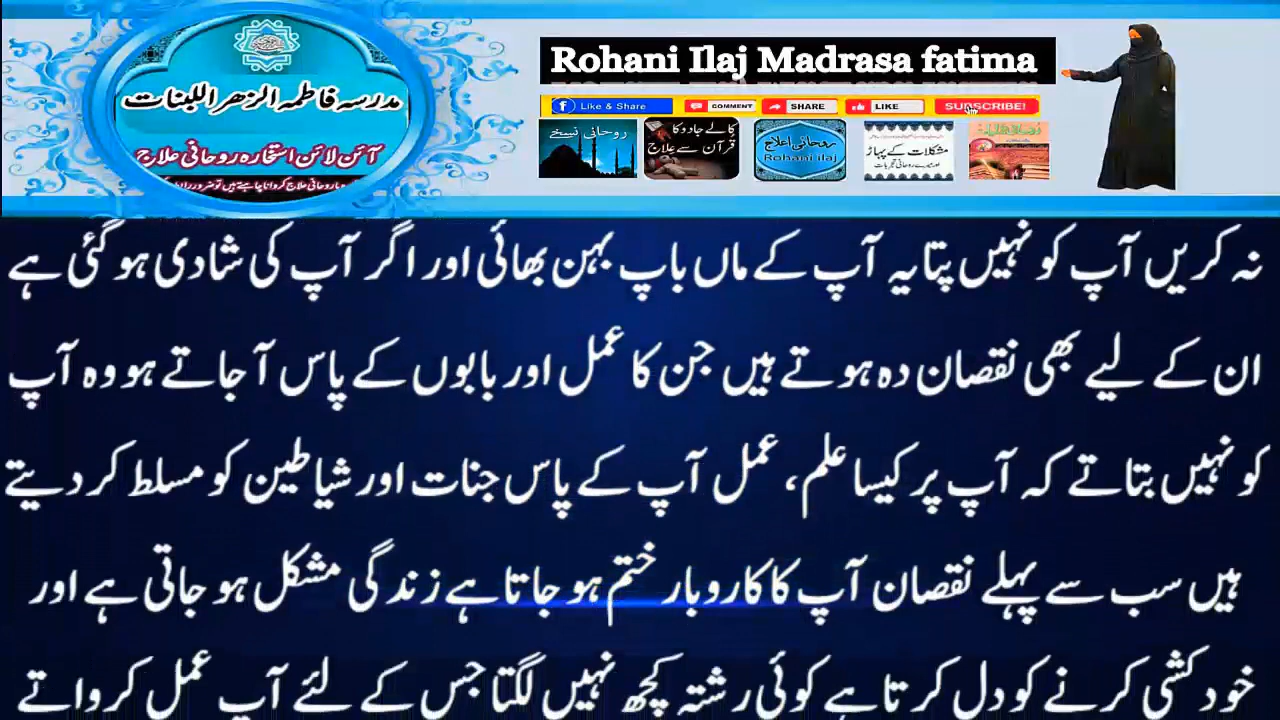 مدرسہ فاطمہ الزھرا للبنات
آئن لائن استخارہ روحانی علاج
Rohani Ilaj Madrasa fatima
Like & Share
COMMENT
SHARE
LIKE
SUBSCRIBE!
روحانی نسخے
کالے جادو کا
قرآن سے علاج
روحانی علاج
Rohani ilaj
مشکلات کے پہاڑ
نہ کریں آپ کو نہیں پتا یہ آپ کے ماں باپ بہن بھائی اور اگر آپ کی شادی ہو گئی ہے
ان کے لیے بھی نقصان دہ ہوتے ہیں جن کا عمل اور بابوں کے پاس آ جاتے ہو وہ آپ
کو نہیں بتاتے کہ آپ پر کیسا علم، عمل آپ کے پاس جنات اور شیاطین کو مسلط کر دیتے
ہیں سب سے پہلے نقصان آپ کا کاروبار ختم ہو جاتا ہے زندگی مشکل ہو جاتی ہے اور
خودکشی کرنے کو دل کرتا ہے کوئی رشتہ کچھ نہیں لگتا جس کے لئے آپ عمل کرواتے